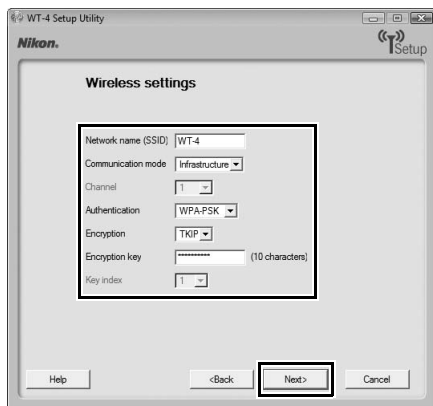 WT-4 Setup Utility
Nikon.
Setup
Wireless settings
Network name (SSID) WT-4
Communication mode Infrastructure
Channel 1
Authentication WPA-PSK
Encryption TKIP
Encryption key ********** (10 characters)
Key index 1
Help <Back Next> Cancel